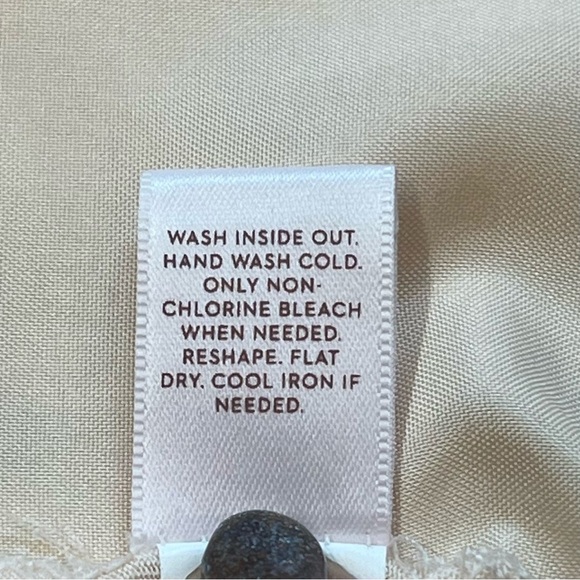 WASH INSIDE OUT.
HAND WASH COLD.
ONLY NON-
CHLORINE BLEACH
WHEN NEEDED.
RESHAPE. FLAT
DRY. COOL IRON IF
NEEDED.